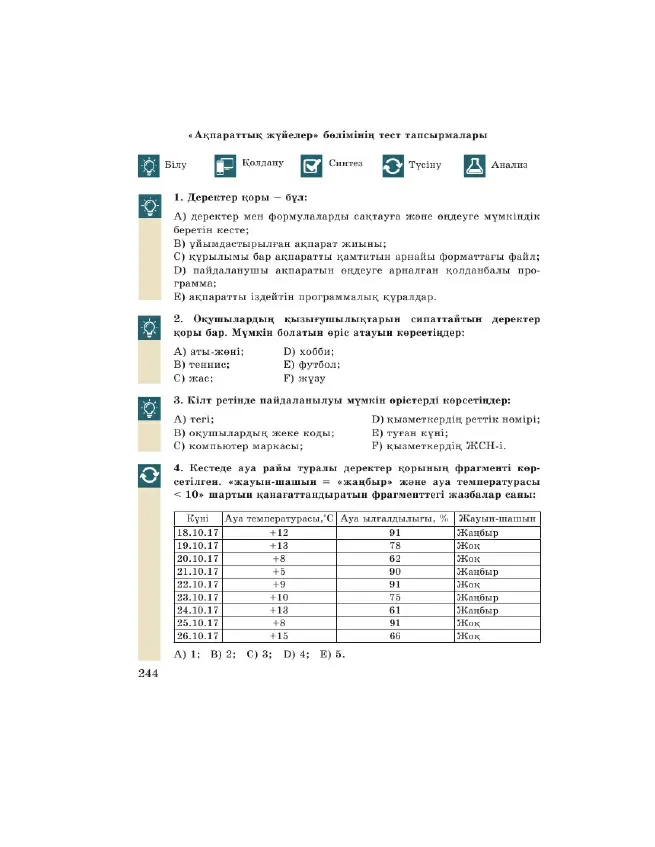 «Ақпараттық жүйелер» бөлімінің тест тапсырмалары
Білу Қолдану Синтез Түсіну Анализ
1. Деректер қоры – бұл:
A) деректер мен формулаларды сақтауға және өңдеуге мүмкіндік
беретін кесте;
B) ұйымдастырылған ақпарат жиыны;
C) құрылымы бар ақпаратты қамтитын арнайы форматтағы файл;
D) пайдаланушы ақпаратын өңдеуге арналған қолданбалы про-
грамма;
E) ақпаратты іздейтін программалық құралдар.
2. Оқушылардың қызығушылықтарын сипаттайтын деректер
қоры бар. Мүмкін болатын өріс атауын көрсетіңдер:
A) аты-жөні; D) хобби;
B) теннис; E) футбол;
C) жас; F) жүзу
3. Кілт ретінде пайдаланылуы мүмкін өрістерді көрсетіңдер:
A) тегі; D) қызметкердің реттік нөмірі;
B) оқушылардың жеке коды; E) туған күні;
C) компьютер маркасы; F) қызметкердің ЖСН-і.
4. Кестеде ауа райы туралы деректер қорының фрагменті көр-
сетілген. «жауын-шашын = «жаңбыр» және ауа температурасы
< 10» шартын қанағаттандыратын фрагменттегі жазбалар саны:
Күні Ауа температурасы,°C Ауа ылғалдылығы, % Жауын-шашын
18.10.17 +12 91 Жаңбыр
19.10.17 +13 78 Жоқ
20.10.17 +8 62 Жоқ
21.10.17 +5 90 Жаңбыр
22.10.17 +9 91 Жоқ
23.10.17 +10 75 Жаңбыр
24.10.17 +13 61 Жаңбыр
25.10.17 +8 91 Жоқ
26.10.17 +15 66 Жоқ
A) 1; B) 2; C) 3; D) 4; E) 5.
244